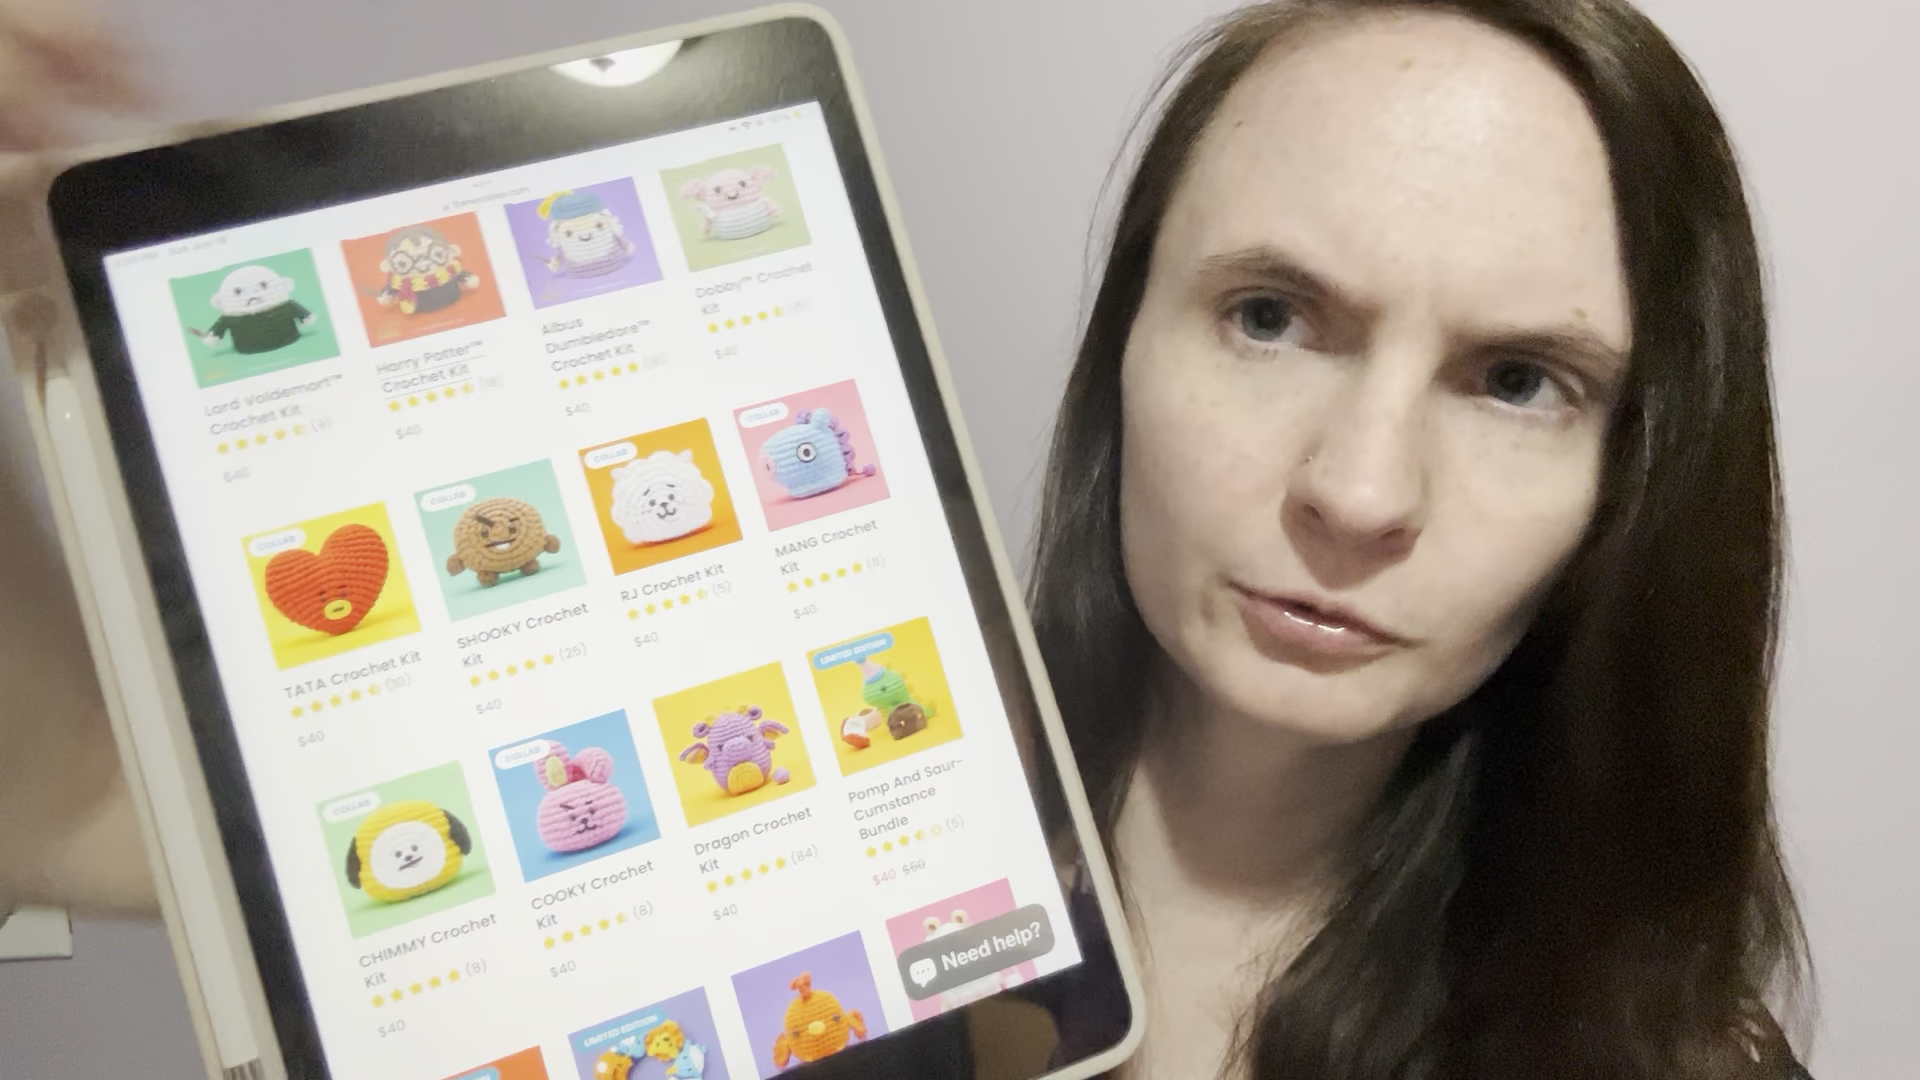 Lord Voldemort™
Crochet Kit
$40
Harry Potter™
Crochet Kit
$40
Albus
Dumbledore™
Crochet Kit
$40
Dobby™ Crochet
Kit
$40
COLLAB
TATA Crochet Kit
(10)
$40
COLLAB
SHOOKY Crochet
Kit
(25)
$40
COLLAB
RJ Crochet Kit
(5)
$40
COLLAB
MANG Crochet
Kit
$40
COLLAB
CHIMMY Crochet
Kit
(8)
$40
COLLAB
COOKY Crochet
Kit
(8)
$40
Dragon Crochet
Kit
(84)
$40
LIMITED EDITION
Pomp And Saur-
Cumstance
Bundle
(5)
$40 $50
LIMITED EDITION
Need help?